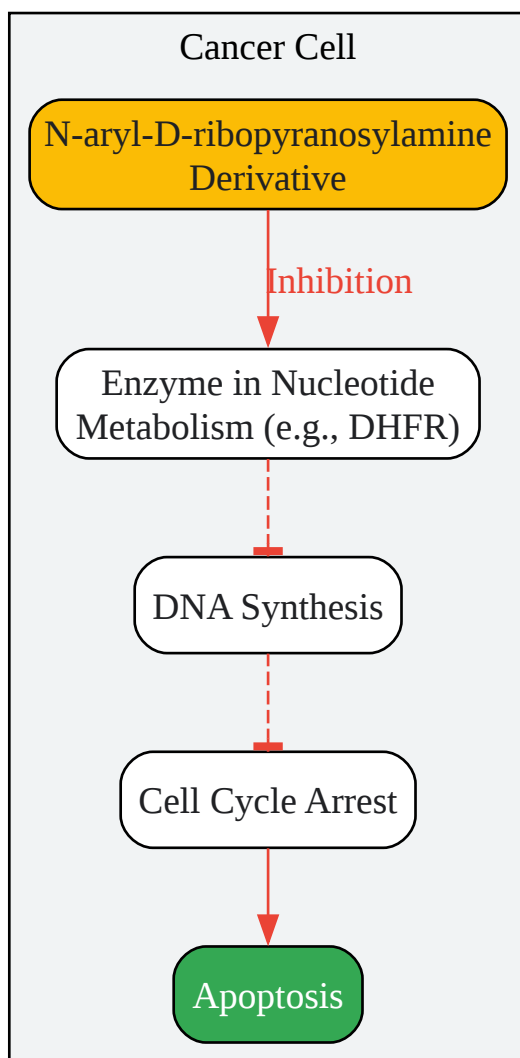 Cancer Cell
N-aryl-D-ribopyranosylamine
Derivative
Inhibition
Enzyme in Nucleotide
Metabolism (e.g., DHFR)
DNA Synthesis
Cell Cycle Arrest
Apoptosis